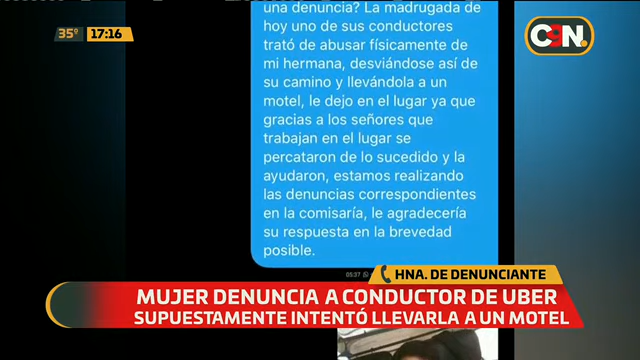 35°
17:16
C9N.
una denuncia? La madrugada de
hoy uno de sus conductores
trató de abusar físicamente de
mi hermana, desviándose así de
su camino y llevándola a un
motel, le dejo en el lugar ya que
gracias a los señores que
trabajan en el lugar se
percataron de lo sucedido y la
ayudaron, estamos realizando
las denuncias correspondientes
en la comisaría, le agradecería
su respuesta en la brevedad
posible.
05:37
HNA. DE DENUNCIANTE
MUJER DENUNCIA A CONDUCTOR DE UBER
SUPUESTAMENTE INTENTÓ LLEVARLA A UN MOTEL